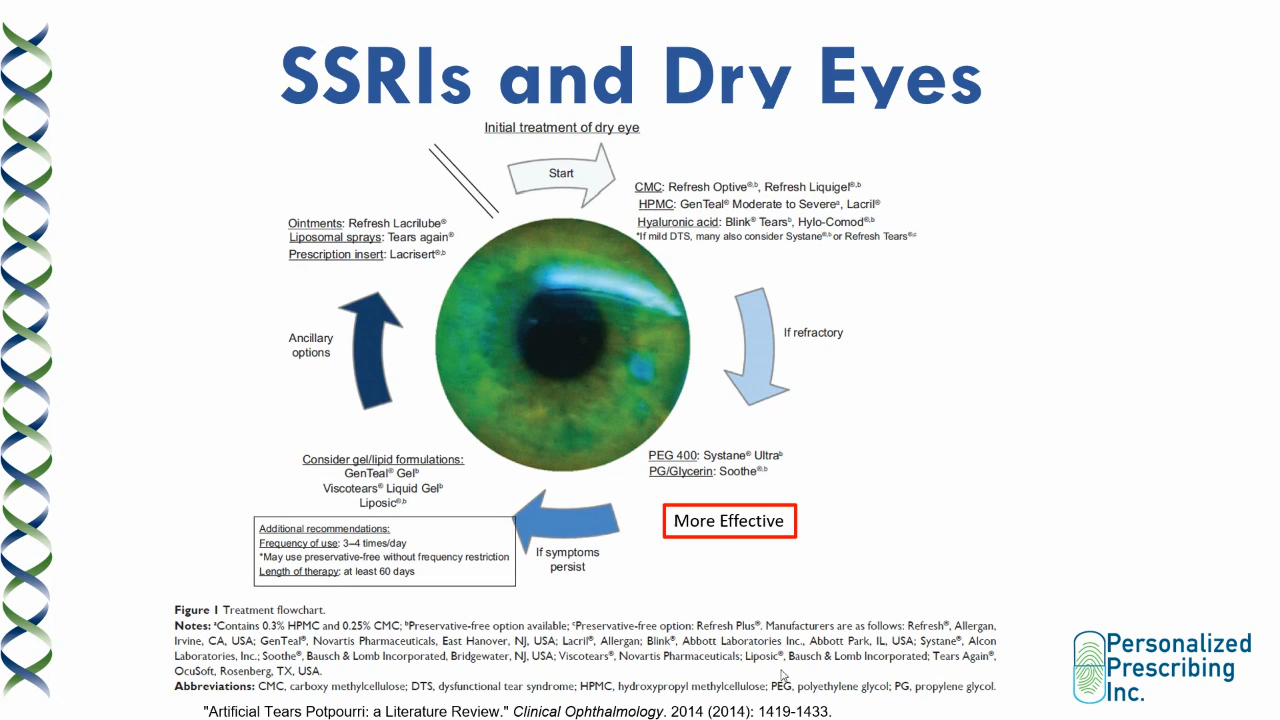 SSRIs and Dry Eyes
Initial treatment of dry eye
Start
CMC: Refresh Optive®,b, Refresh Liquigel®,b
HPMC: GenTeal® Moderate to Severeᵃ, Lacril®
Hyaluronic acid: Blink® Tearsᵇ, Hylo-Comod®,b
*If mild DTS, many also consider Systane®,b or Refresh Tears®,c
If refractory
PEG 400: Systane® Ultraᵇ
PG/Glycerin: Soothe®,b
More Effective
If symptoms
persist
Consider gel/lipid formulations:
GenTeal® Gelᵇ
Viscotears® Liquid Gelᵇ
Liposic®,b
Additional recommendations:
Frequency of use: 3–4 times/day
*May use preservative-free without frequency restriction
Length of therapy: at least 60 days
Ancillary
options
Ointments: Refresh Lacrilube®
Liposomal sprays: Tears again®
Prescription insert: Lacrisert®,b
Figure 1 Treatment flowchart.
Notes: ᵃContains 0.3% HPMC and 0.25% CMC; ᵇPreservative-free option available; ᶜPreservative-free option: Refresh Plus®. Manufacturers are as follows: Refresh®, Allergan,
Irvine, CA, USA; GenTeal®, Novartis Pharmaceuticals, East Hanover, NJ, USA; Lacril®, Allergan; Blink®, Abbott Laboratories Inc., Abbott Park, IL, USA; Systane®, Alcon
Laboratories, Inc.; Soothe®, Bausch & Lomb Incorporated, Bridgewater, NJ, USA; Viscotears®, Novartis Pharmaceuticals; Liposic®, Bausch & Lomb Incorporated; Tears Again®,
OcuSoft, Rosenberg, TX, USA.
Abbreviations: CMC, carboxy methylcellulose; DTS, dysfunctional tear syndrome; HPMC, hydroxypropyl methylcellulose; PEG, polyethylene glycol; PG, propylene glycol.
"Artificial Tears Potpourri: a Literature Review." Clinical Ophthalmology. 2014 (2014): 1419-1433.
Personalized
Prescribing
Inc.